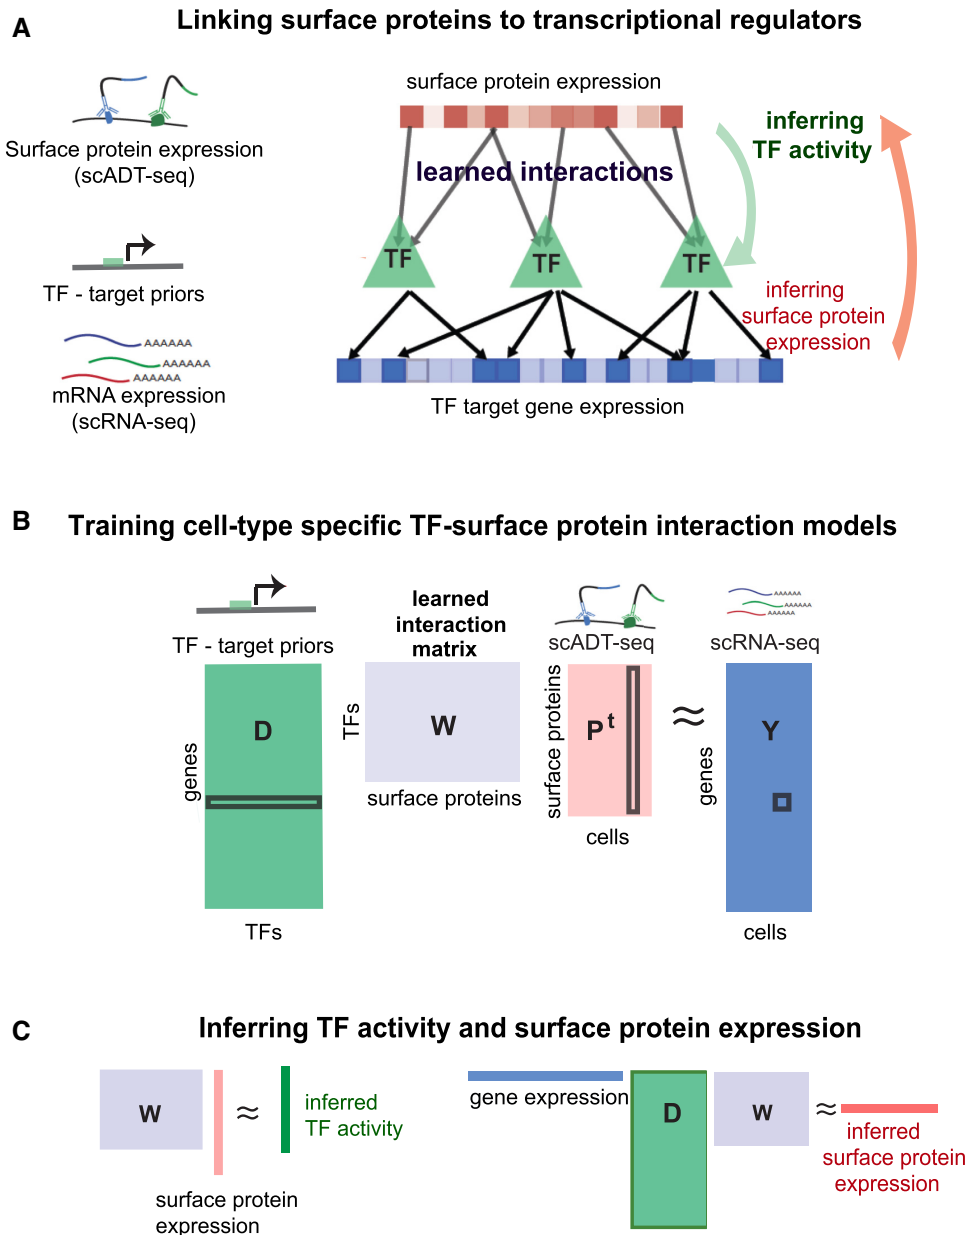 A
Linking surface proteins to transcriptional regulators
Surface protein expression
(scADT-seq)
TF - target priors
AAAAAA
AAAAAA
AAAAAA
mRNA expression
(scRNA-seq)
surface protein expression
learned interactions
TF
TF
TF
TF target gene expression
inferring
TF activity
inferring
surface protein
expression
B
Training cell-type specific TF-surface protein interaction models
TF - target priors
genes
D
TFs
learned
interaction
matrix
TFs
W
surface proteins
scADT-seq
surface proteins
P t
cells
≈
AAAAAA
AAAAAA
AAAAAA
scRNA-seq
genes
Y
cells
C
Inferring TF activity and surface protein expression
W
surface protein
expression
≈
inferred
TF activity
gene expression
D
W
≈
inferred
surface protein
expression